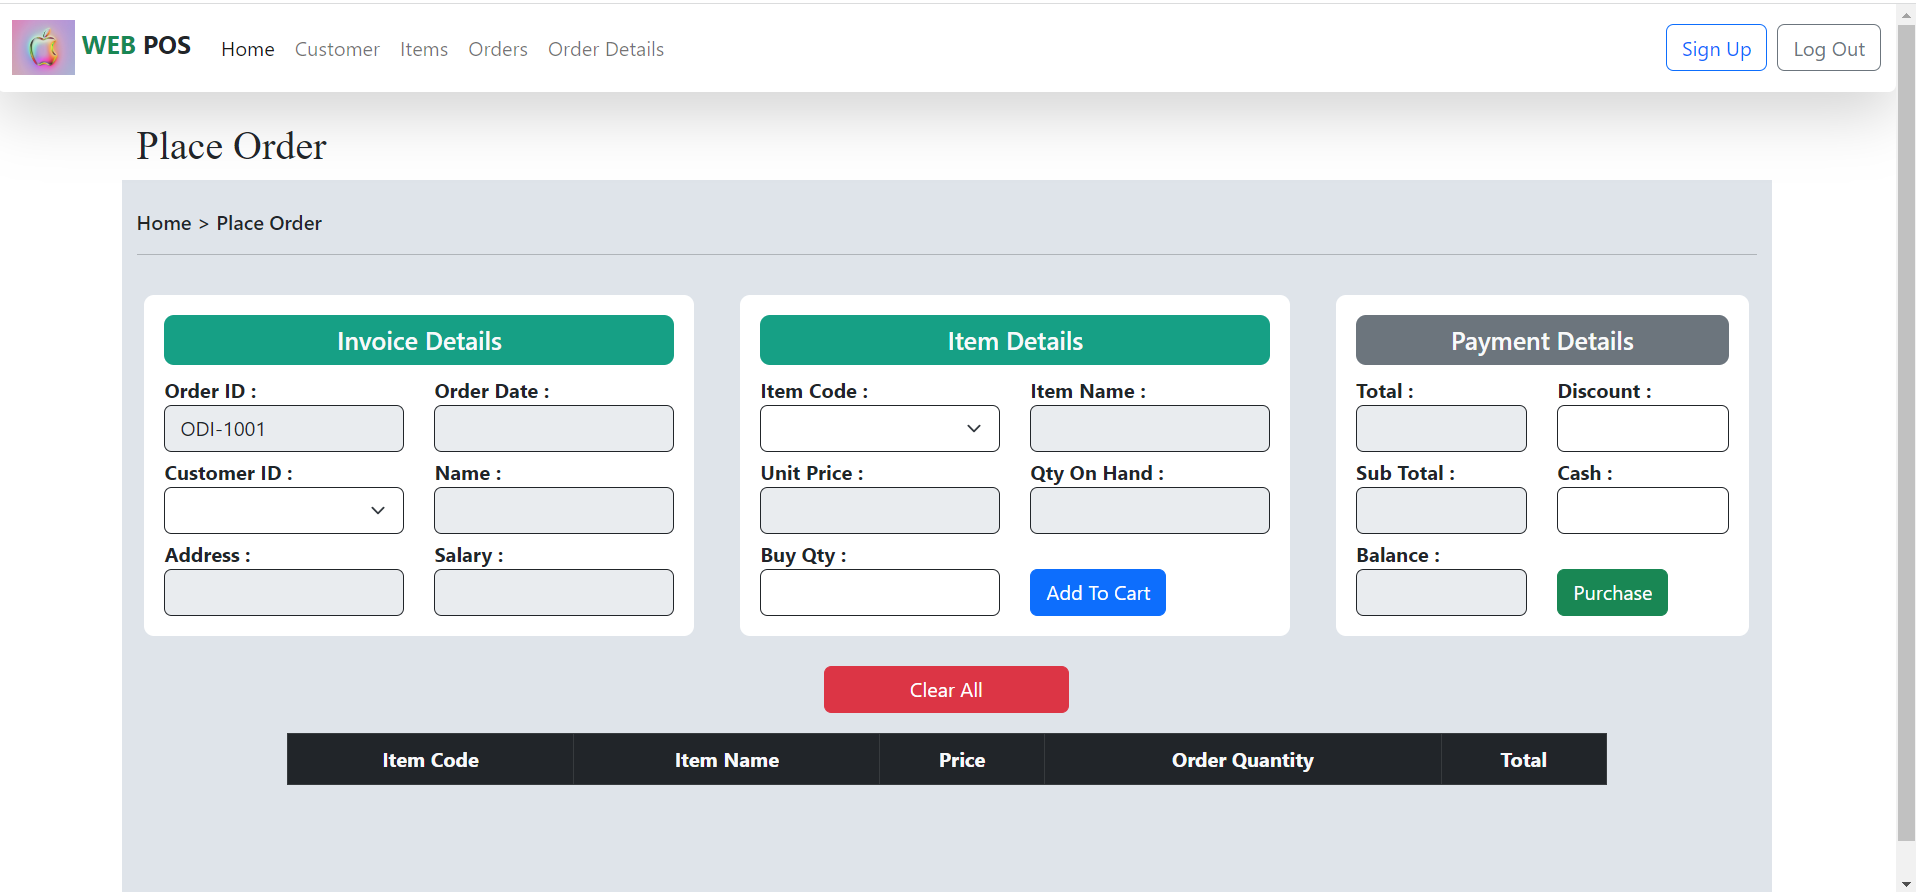 WEB POS Home Customer Items Orders Order Details Sign Up Log Out
Place Order
Home > Place Order
Invoice Details
Order ID : Order Date :
ODI-1001
Customer ID : Name :
Address : Salary :
Item Details
Item Code : Item Name :
Unit Price : Qty On Hand :
Buy Qty :
Add To Cart
Payment Details
Total : Discount :
Sub Total : Cash :
Balance :
Purchase
Clear All
Item Code Item Name Price Order Quantity Total